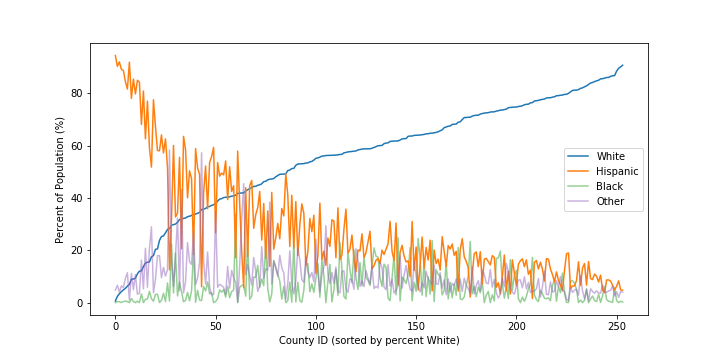 80
60
40
20
0
Percent of Population (%)
White
Hispanic
Black
Other
0
50
100
150
200
250
County ID (sorted by percent White)